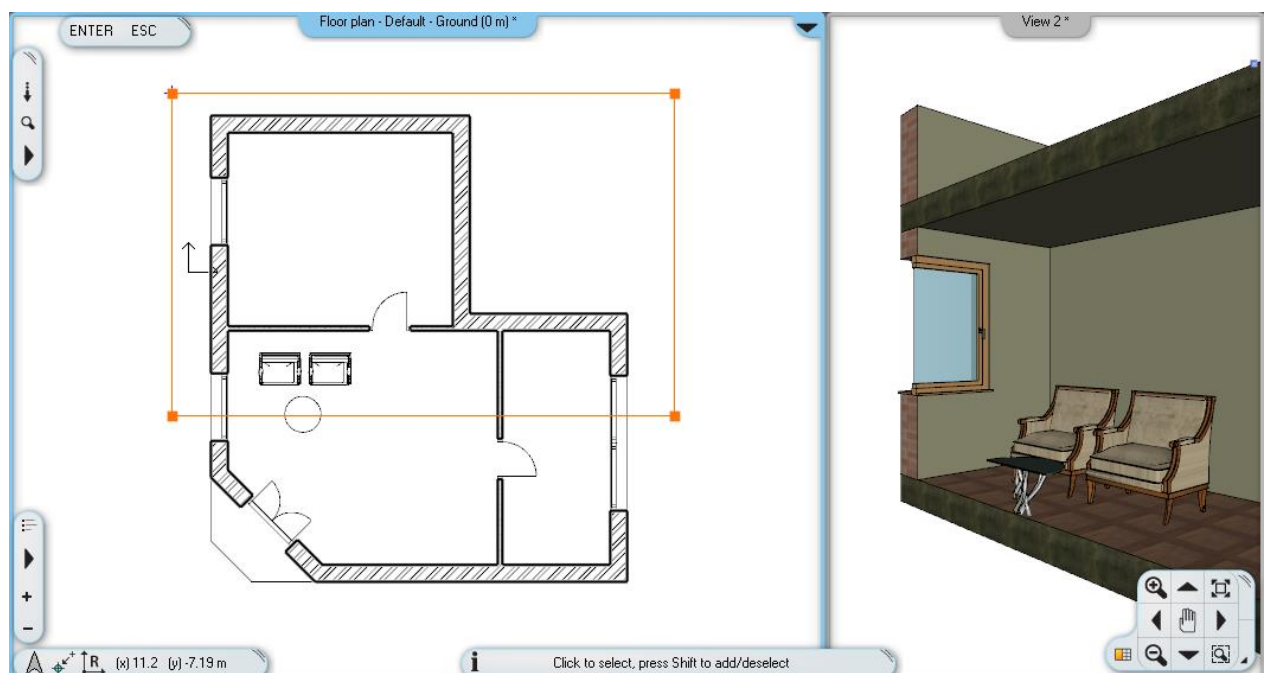 ENTER ESC
Floor plan - Default - Ground (0 m) *
View 2 *
R (x) 11.2 (y) -7.19 m
i Click to select, press Shift to add/deselect